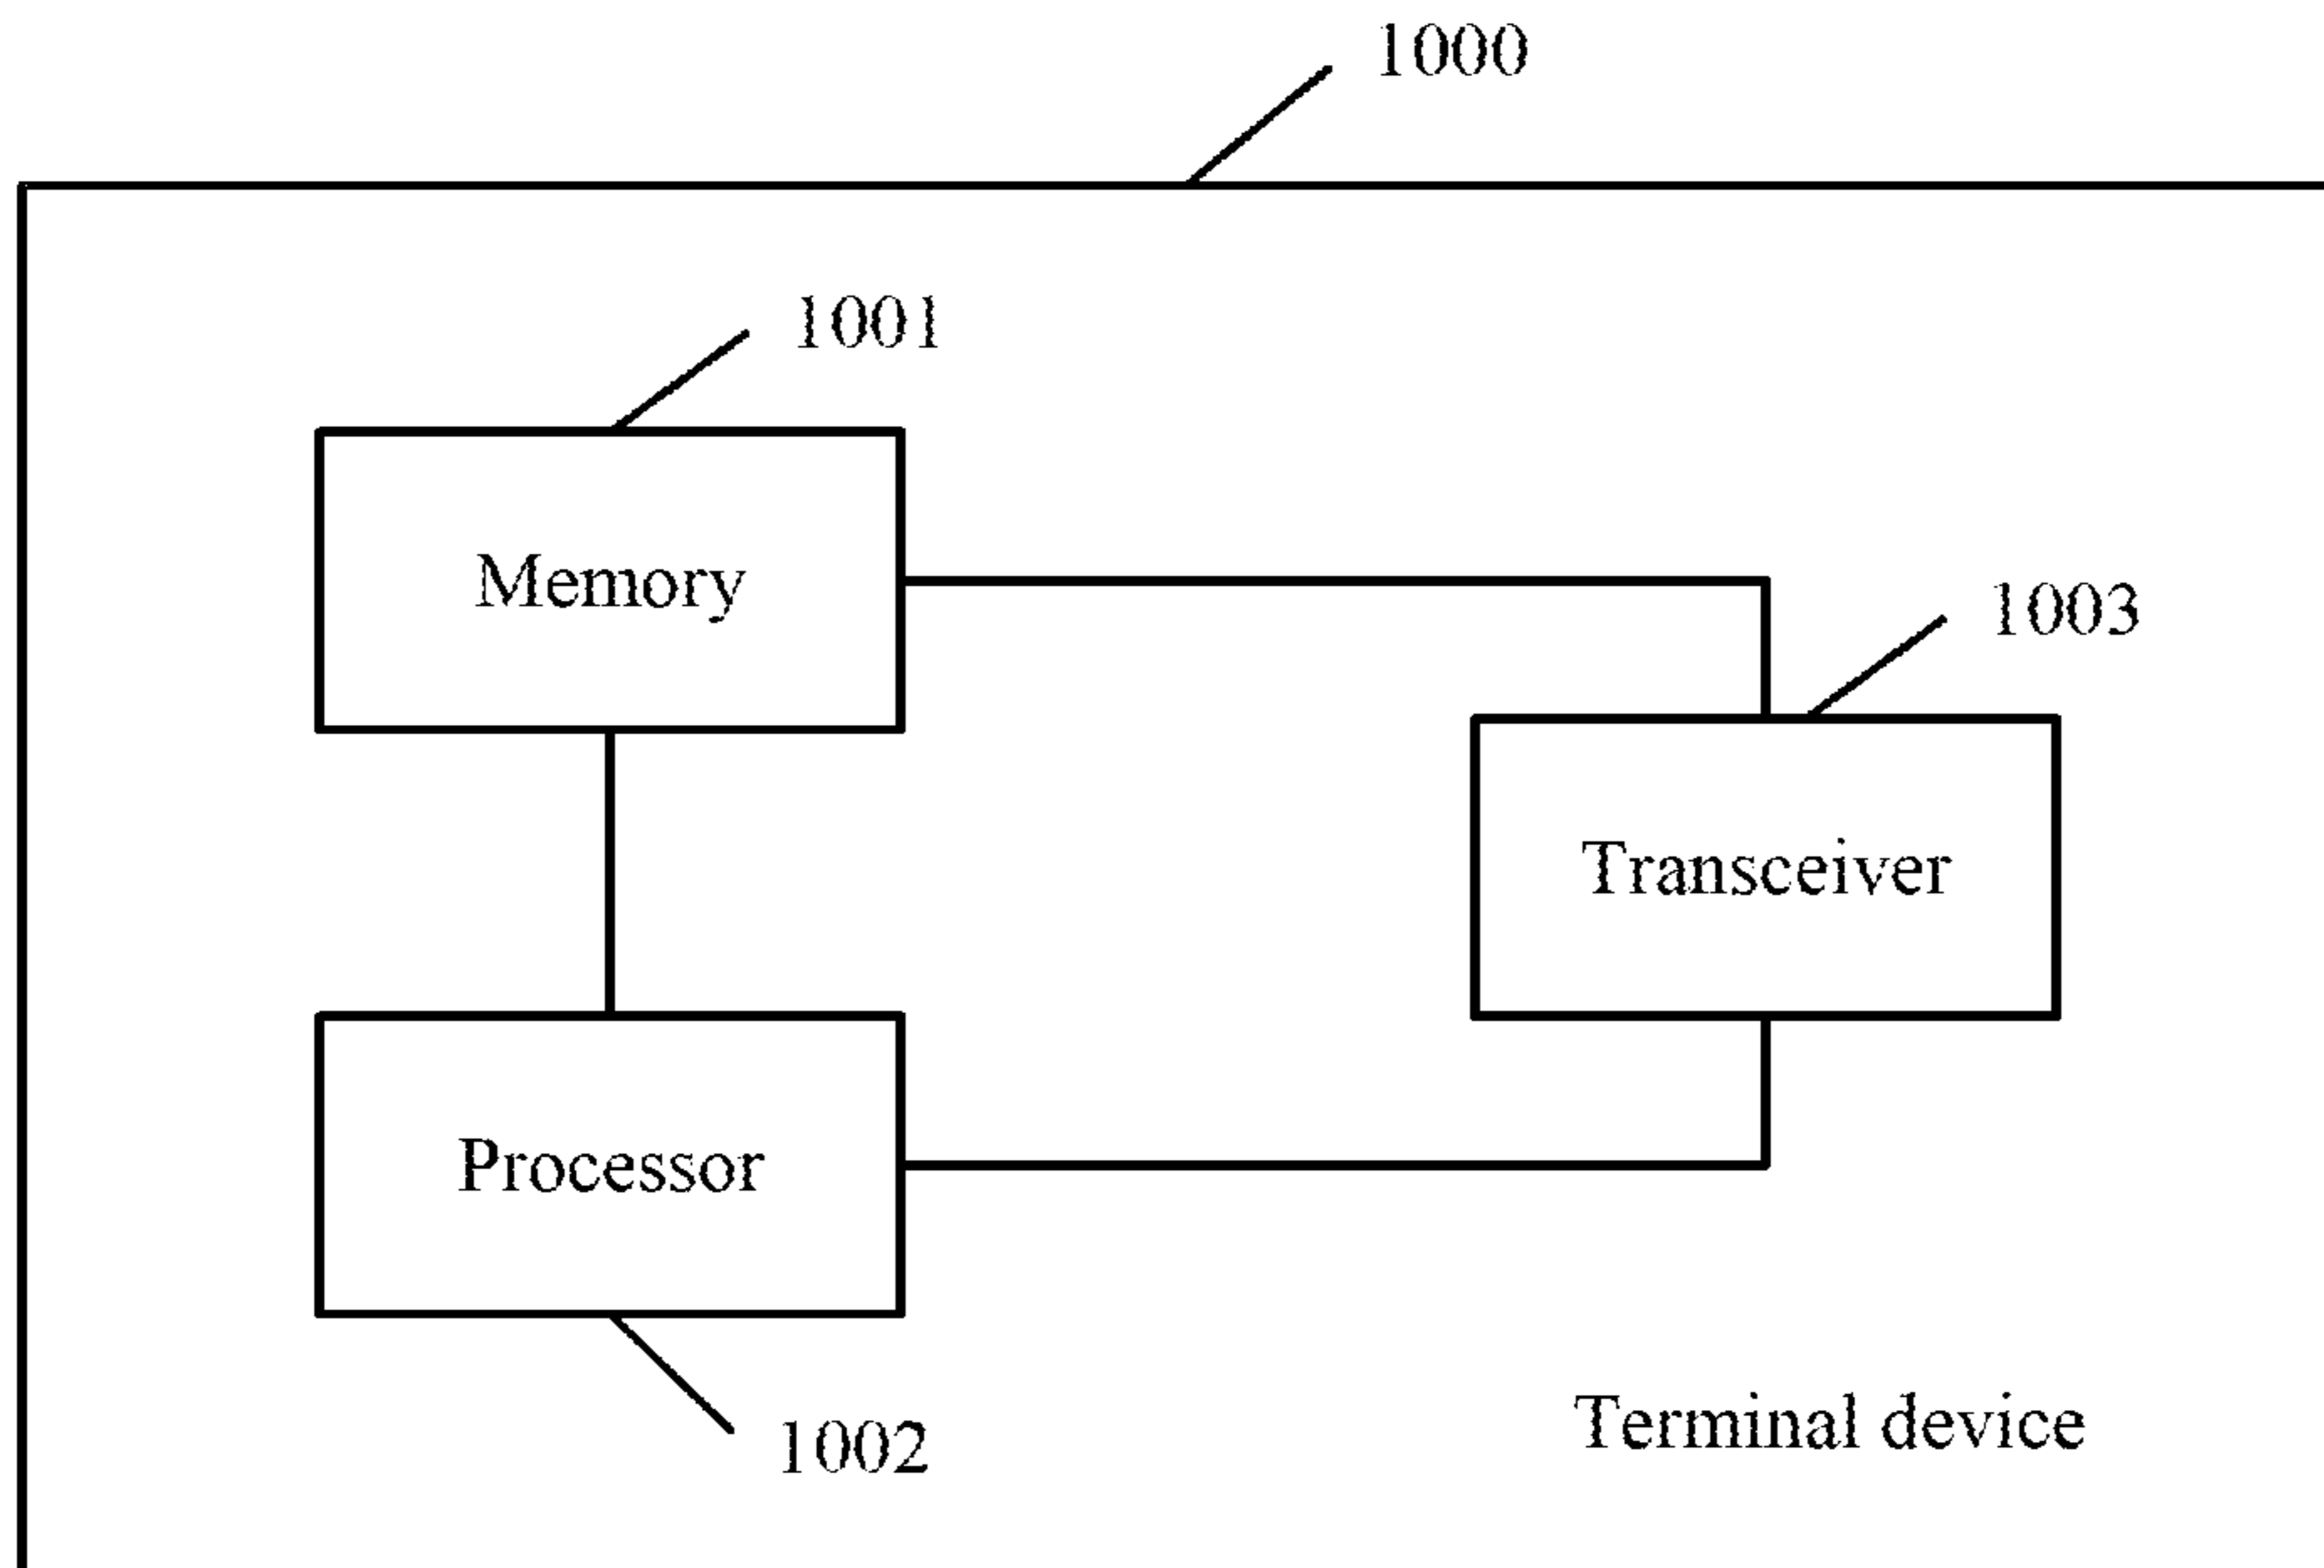 1000
1001
Memory
1003
Transceiver
Processor
1002
Terminal device